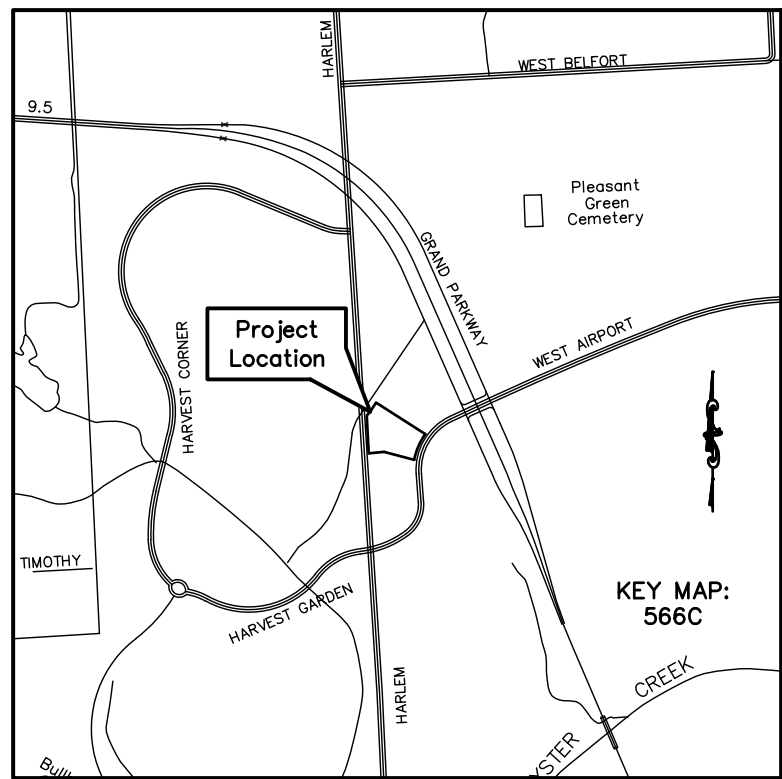 HARLEM
WEST BELFORT
9.5
Pleasant
Green
Cemetery
GRAND PARKWAY
Project
Location
HARVEST CORNER
WEST AIRPORT
TIMOTHY
HARVEST GARDEN
KEY MAP:
566C
HARLEM
CREEK
YSTER